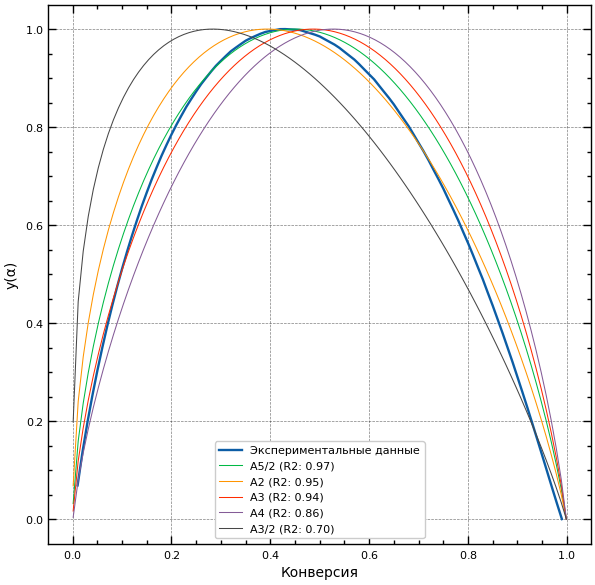 y(α)
1.0
0.8
0.6
0.4
0.2
0.0
Экспериментальные данные
A5/2 (R2: 0.97)
A2 (R2: 0.95)
A3 (R2: 0.94)
A4 (R2: 0.86)
A3/2 (R2: 0.70)
0.0 0.2 0.4 0.6 0.8 1.0
Конверсия